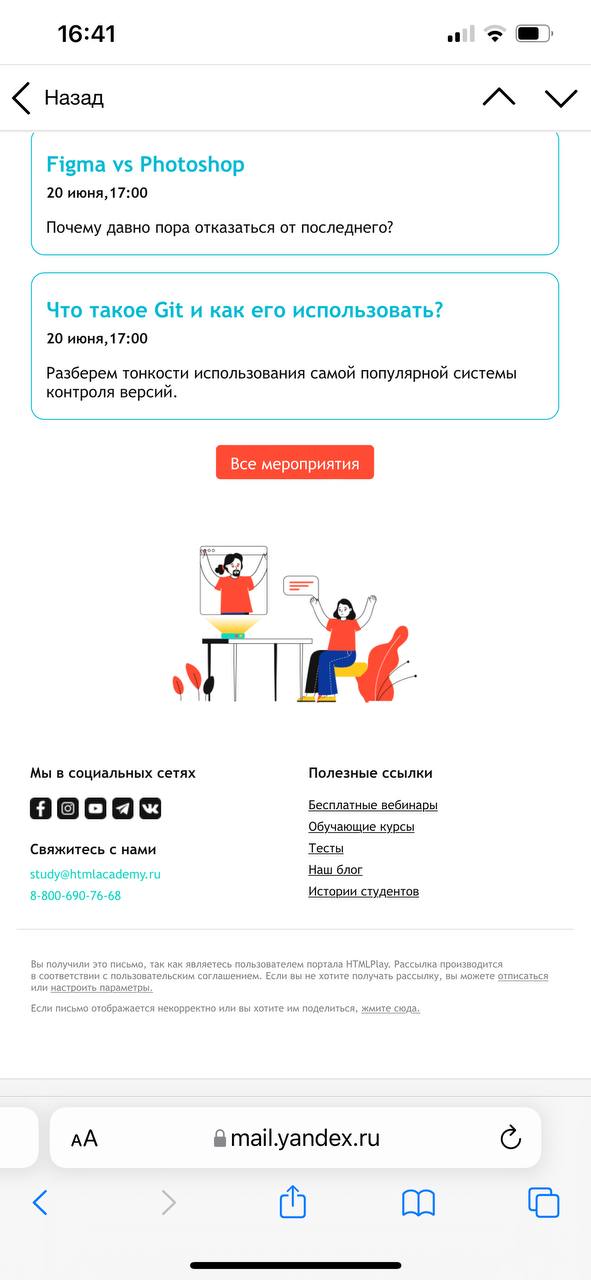 16:41
Назад
Figma vs Photoshop
20 июня,17:00
Почему давно пора отказаться от последнего?
Что такое Git и как его использовать?
20 июня,17:00
Разберем тонкости использования самой популярной системы
контроля версий.
Все мероприятия
Мы в социальных сетях
Свяжитесь с нами
study@htmlacademy.ru
8-800-690-76-68
Полезные ссылки
Бесплатные вебинары
Обучающие курсы
Тесты
Наш блог
Истории студентов
Вы получили это письмо, так как являетесь пользователем портала HTMLPlay. Рассылка производится
в соответствии с пользовательским соглашением. Если вы не хотите получать рассылку, вы можете отписаться
или настроить параметры.
Если письмо отображается некорректно или вы хотите им поделиться, жмите сюда.
AA mail.yandex.ru